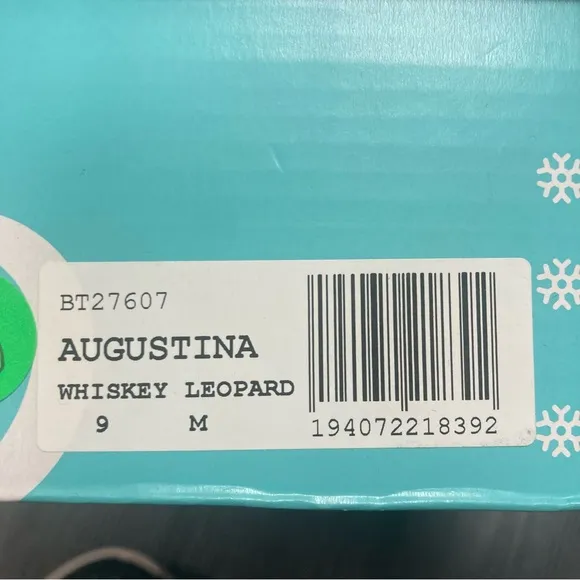 BT27607
AUGUSTINA
WHISKEY LEOPARD
9 M
194072218392